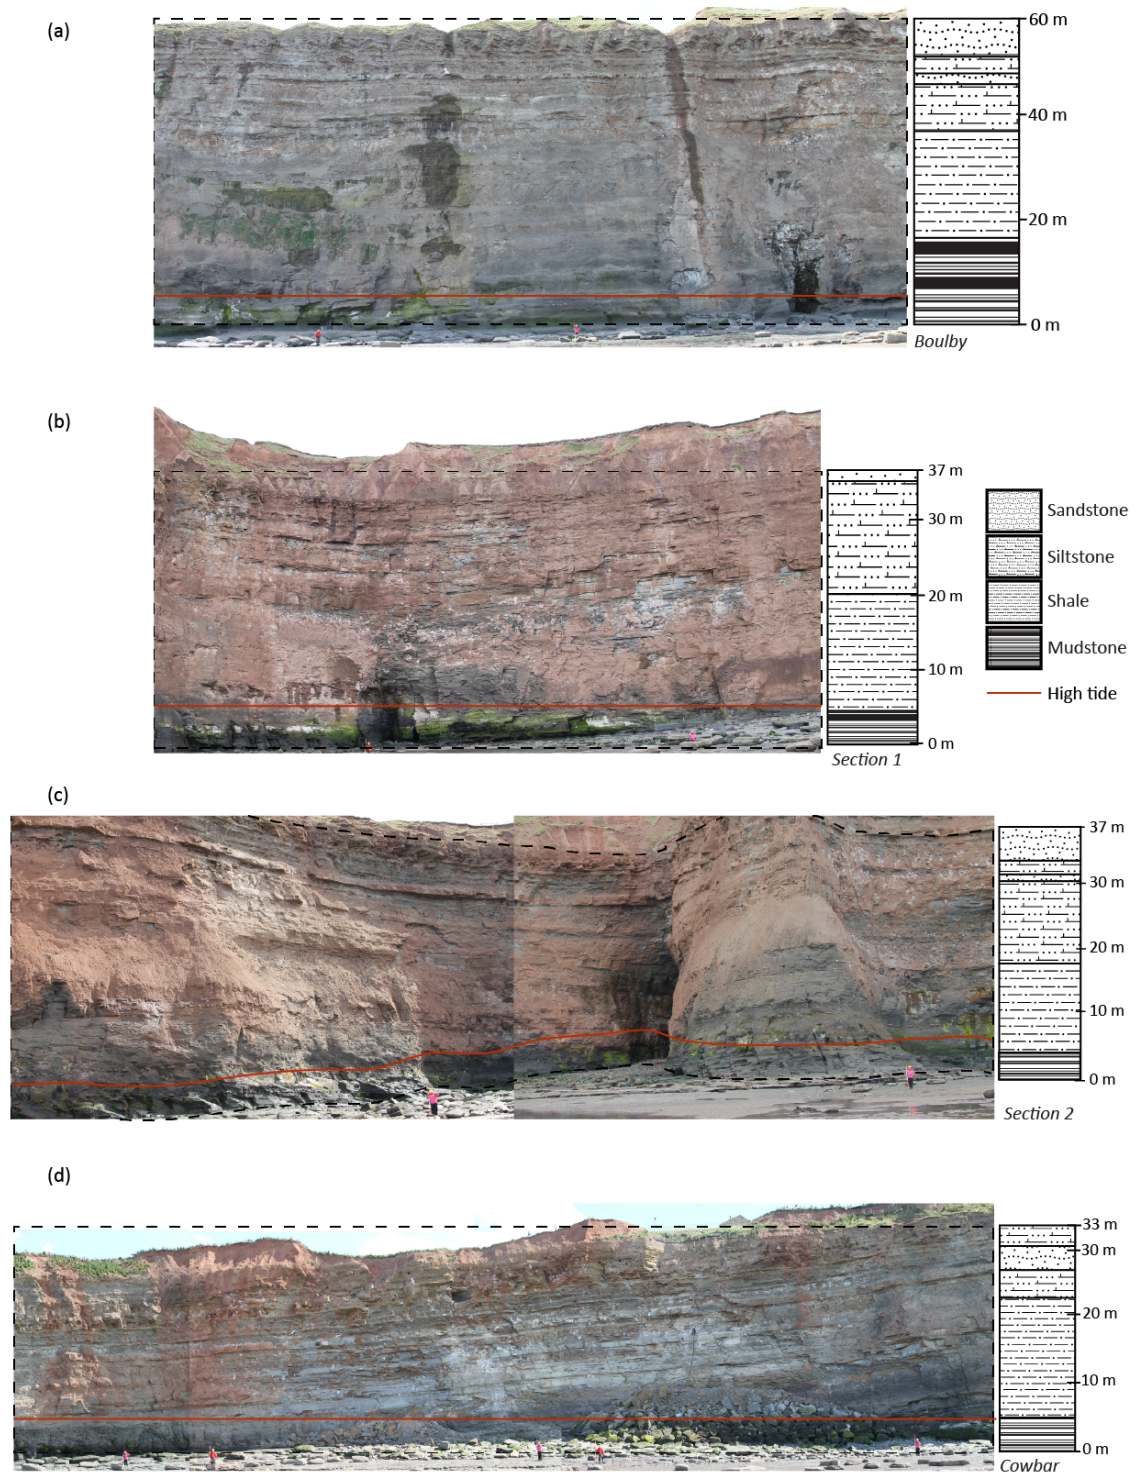 (a)
60 m
40 m
20 m
0 m
Boulby
(b)
37 m
30 m
20 m
10 m
0 m
Section 1
Sandstone
Siltstone
Shale
Mudstone
High tide
(c)
37 m
30 m
20 m
10 m
0 m
Section 2
(d)
33 m
30 m
20 m
10 m
0 m
Cowbar